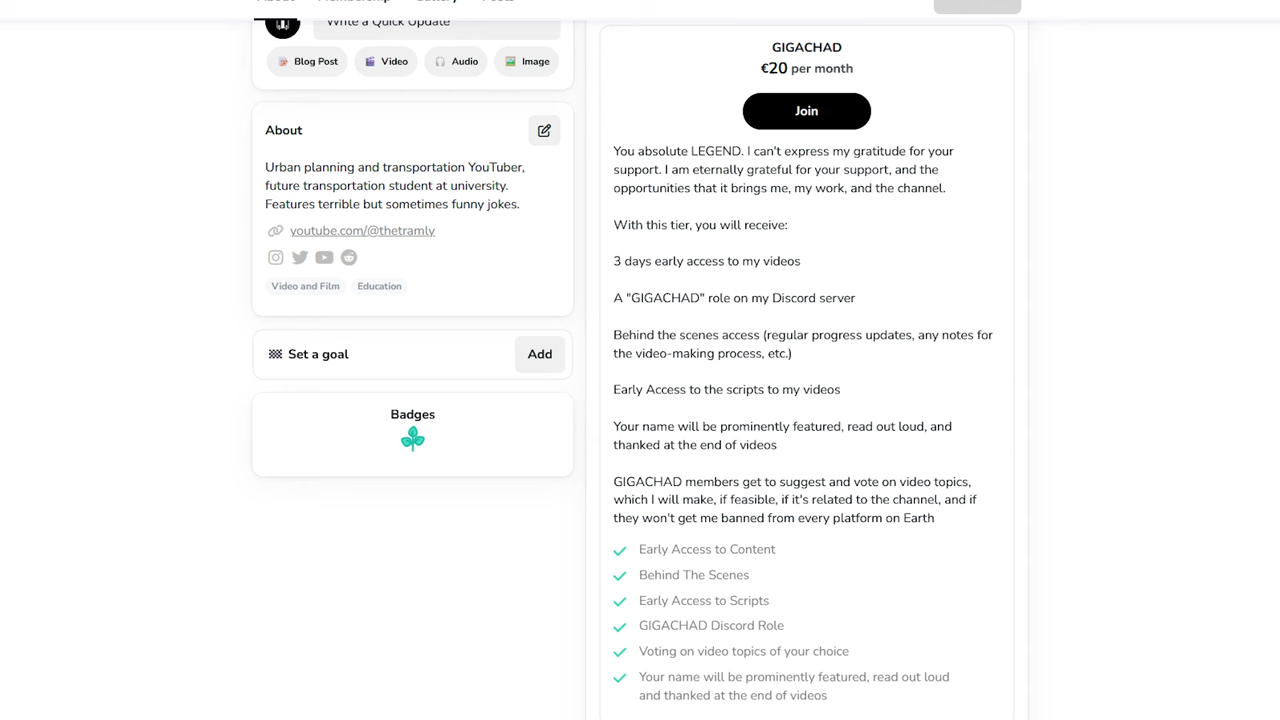 About Membership Gallery Posts
Write a Quick Update
Blog Post
Video
Audio
Image
About
Urban planning and transportation YouTuber,
future transportation student at university.
Features terrible but sometimes funny jokes.
youtube.com/@thetramly
Video and Film
Education
Set a goal
Add
Badges
GIGACHAD
€20 per month
Join
You absolute LEGEND. I can't express my gratitude for your
support. I am eternally grateful for your support, and the
opportunities that it brings me, my work, and the channel.
With this tier, you will receive:
3 days early access to my videos
A "GIGACHAD" role on my Discord server
Behind the scenes access (regular progress updates, any notes for
the video-making process, etc.)
Early Access to the scripts to my videos
Your name will be prominently featured, read out loud, and
thanked at the end of videos
GIGACHAD members get to suggest and vote on video topics,
which I will make, if feasible, if it's related to the channel, and if
they won't get me banned from every platform on Earth
Early Access to Content
Behind The Scenes
Early Access to Scripts
GIGACHAD Discord Role
Voting on video topics of your choice
Your name will be prominently featured, read out loud
and thanked at the end of videos